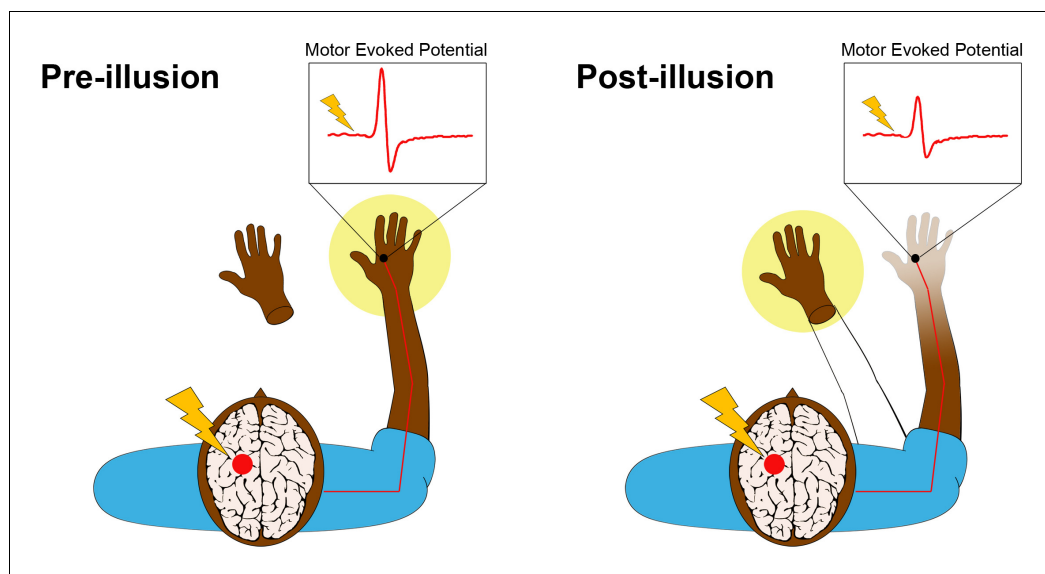 Motor Evoked Potential
Pre-illusion
Motor Evoked Potential
Post-illusion